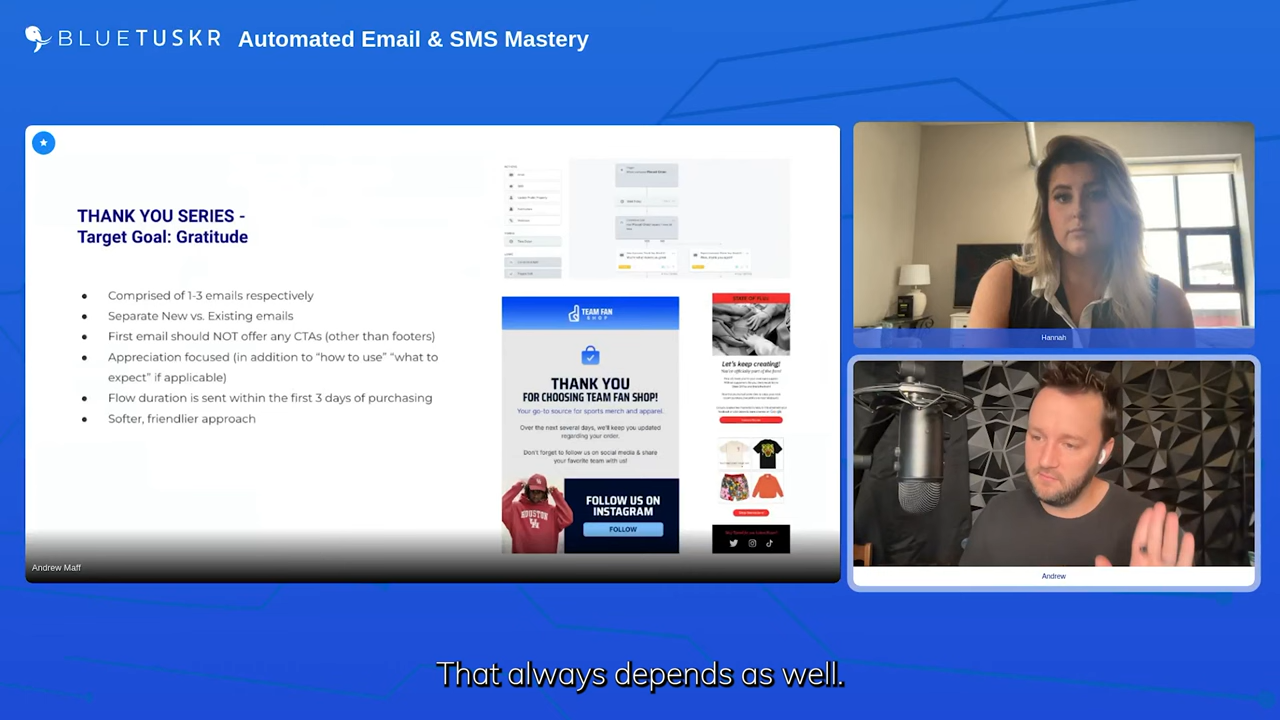 BLUETUSKR Automated Email & SMS Mastery
THANK YOU SERIES -
Target Goal: Gratitude
● Comprised of 1-3 emails respectively
● Separate New vs. Existing emails
● First email should NOT offer any CTAs (other than footers)
● Appreciation focused (in addition to “how to use” “what to
expect” if applicable)
● Flow duration is sent within the first 3 days of purchasing
● Softer, friendlier approach
TEAM FAN
SHOP
THANK YOU
FOR CHOOSING TEAM FAN SHOP!
Your go-to source for sports merch and apparel.
Over the next several days, we'll keep you updated
regarding your order.
Don't forget to follow us on social media & share
your favorite team with us!
HOUSTON
FOLLOW US ON
INSTAGRAM
FOLLOW
Let's keep creating!
Andrew Maff
Hannah
Andrew
That always depends as well.